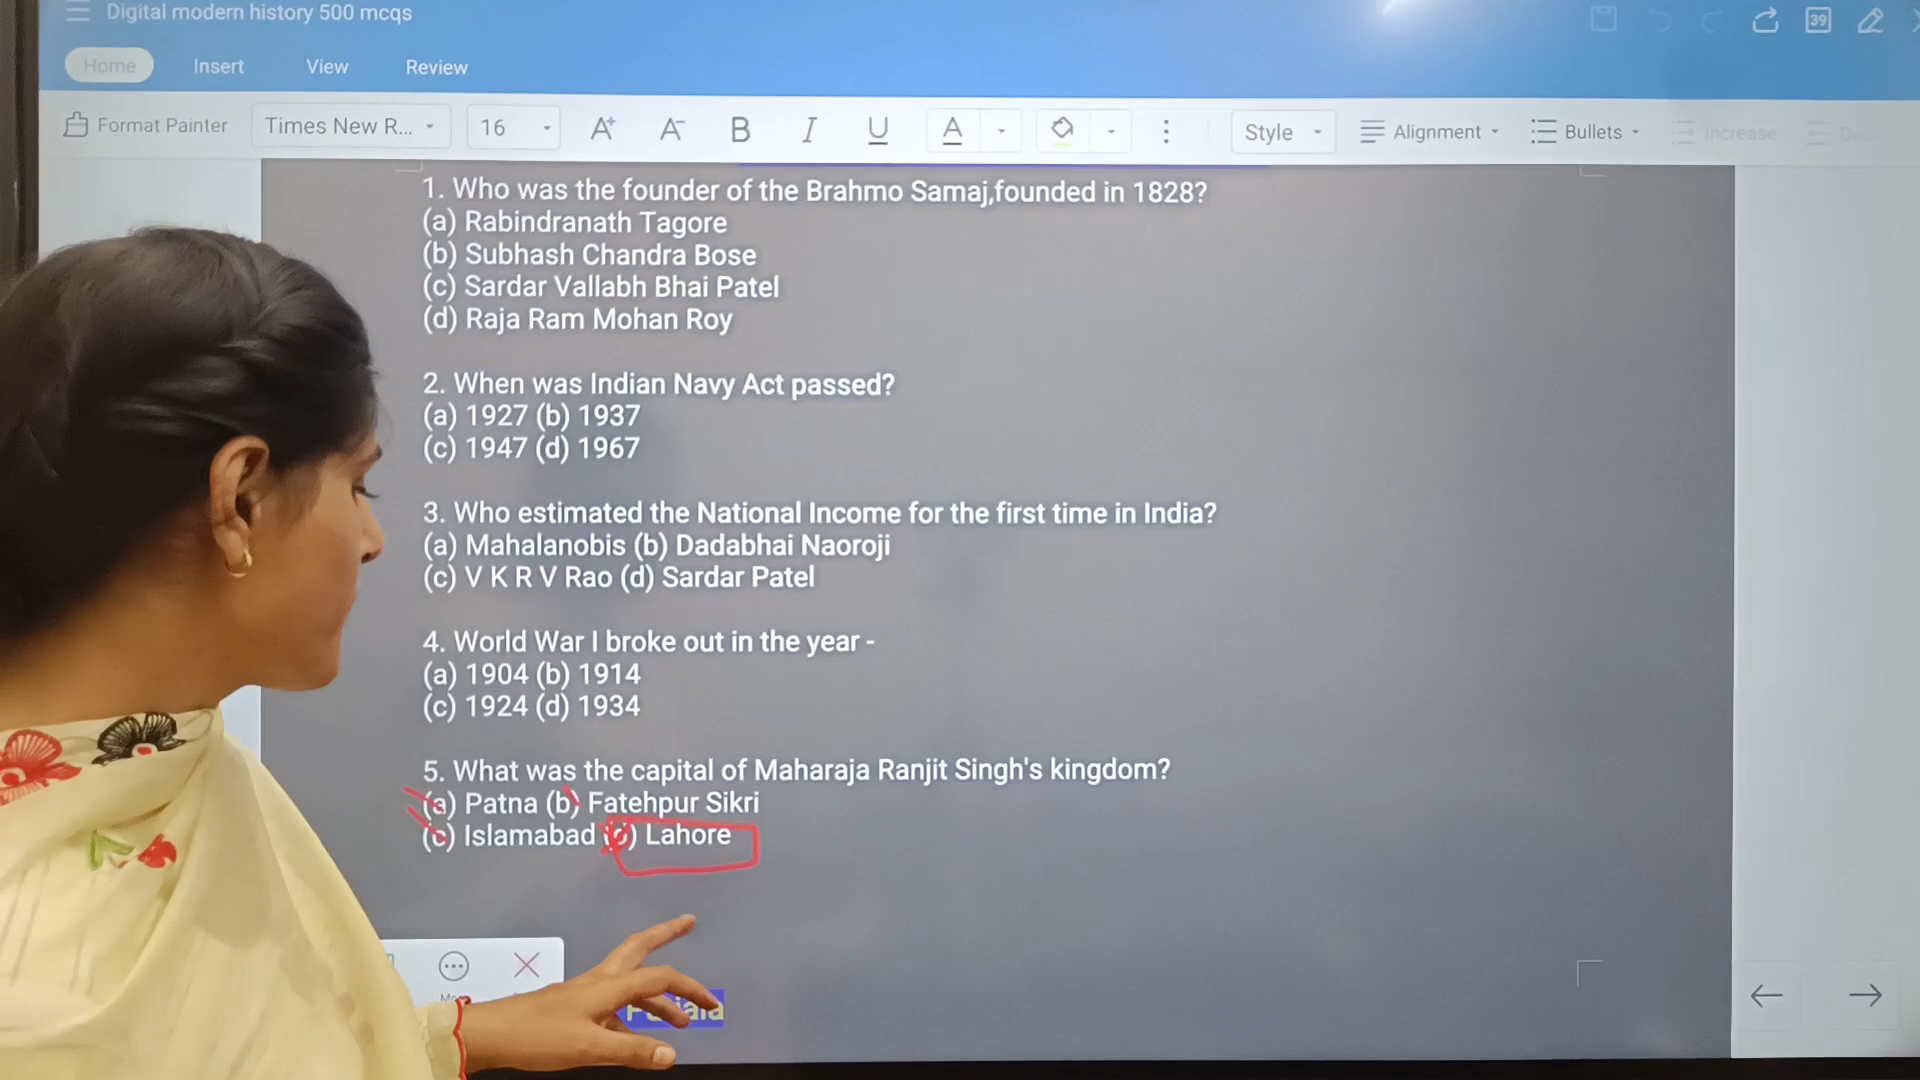 Digital modern history 500 mcqs
39
Home Insert View Review
Format Painter Times New R... 16 A+ A- B I U A Style Alignment Bullets Increase
1. Who was the founder of the Brahmo Samaj,founded in 1828?
(a) Rabindranath Tagore
(b) Subhash Chandra Bose
(c) Sardar Vallabh Bhai Patel
(d) Raja Ram Mohan Roy
2. When was Indian Navy Act passed?
(a) 1927 (b) 1937
(c) 1947 (d) 1967
3. Who estimated the National Income for the first time in India?
(a) Mahalanobis (b) Dadabhai Naoroji
(c) V K R V Rao (d) Sardar Patel
4. World War I broke out in the year -
(a) 1904 (b) 1914
(c) 1924 (d) 1934
5. What was the capital of Maharaja Ranjit Singh's kingdom?
(a) Patna (b) Fatehpur Sikri
(c) Islamabad (d) Lahore